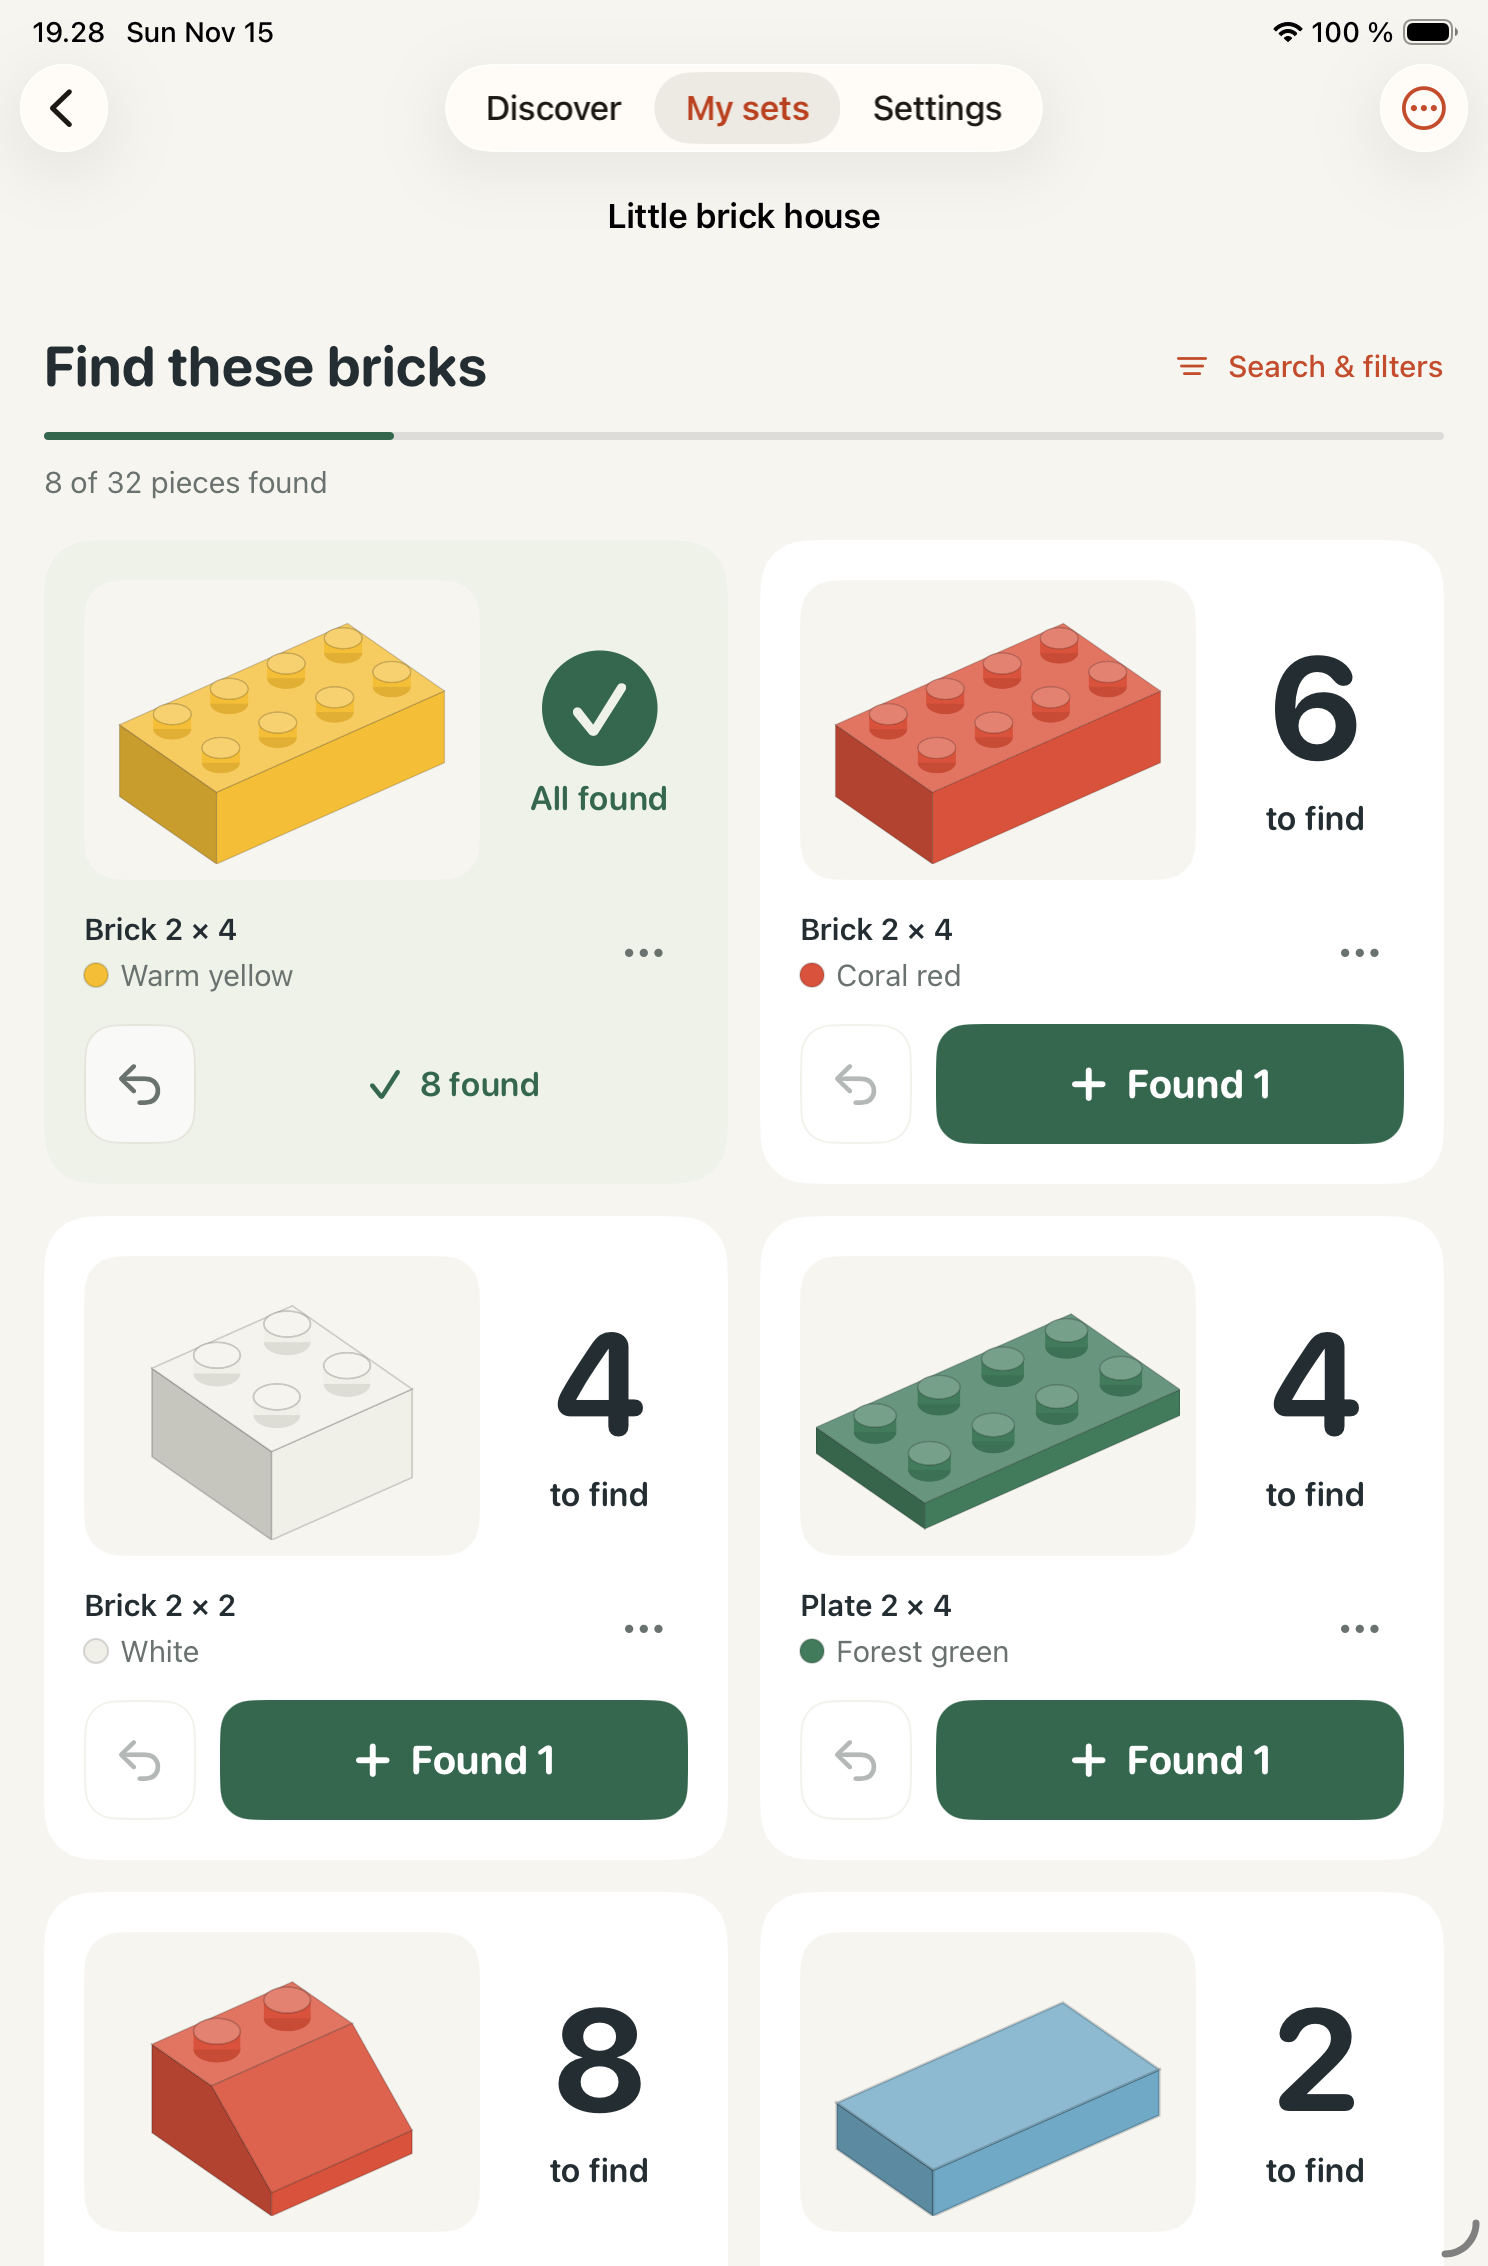 19.28 Sun Nov 15
100 %
Discover My sets Settings
Little brick house
Find these bricks
Search & filters
8 of 32 pieces found
All found
Brick 2 × 4
Warm yellow
8 found
6
to find
Brick 2 × 4
Coral red
Found 1
4
to find
Brick 2 × 2
White
Found 1
4
to find
Plate 2 × 4
Forest green
Found 1
8
to find
2
to find